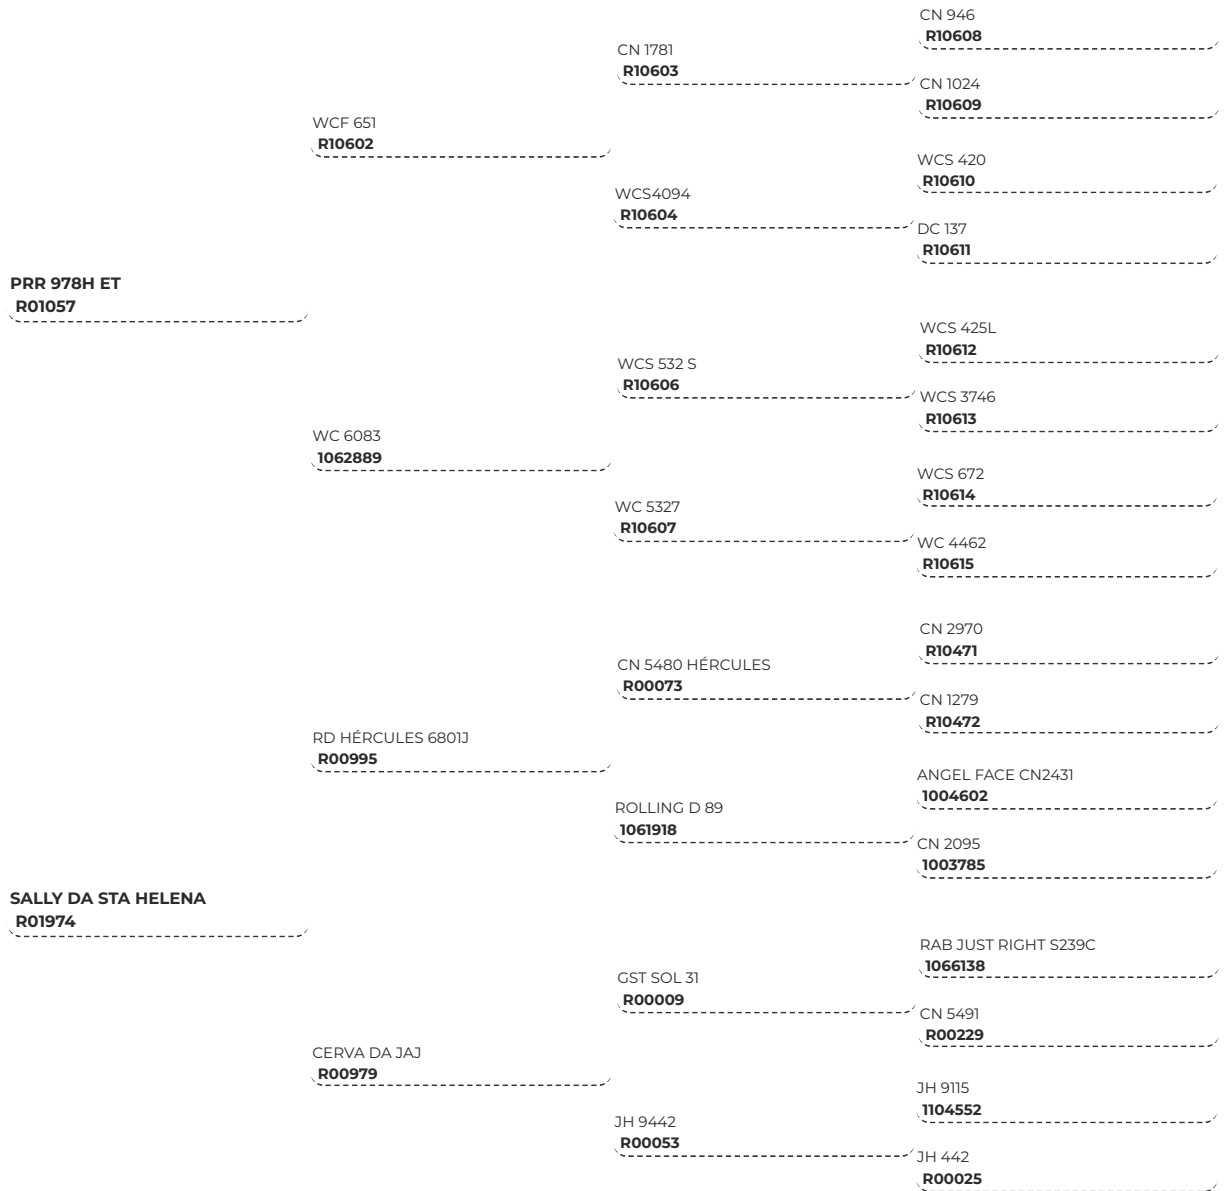 CN 946
R10608
CN 1781
R10603
CN 1024
R10609
WCF 651
R10602
WCS 420
R10610
WCS4094
R10604
DC 137
R10611
PRR 978H ET
R01057
WCS 425L
R10612
WCS 532 S
R10606
WCS 3746
R10613
WC 6083
1062889
WCS 672
R10614
WC 5327
R10607
WC 4462
R10615
CN 2970
R10471
CN 5480 HÉRCULES
R00073
CN 1279
R10472
RD HÉRCULES 6801J
R00995
ANGEL FACE CN2431
1004602
ROLLING D 89
1061918
CN 2095
1003785
SALLY DA STA HELENA
R01974
RAB JUST RIGHT S239C
1066138
GST SOL 31
R00009
CN 5491
R00229
CERVA DA JAJ
R00979
JH 9115
1104552
JH 9442
R00053
JH 442
R00025